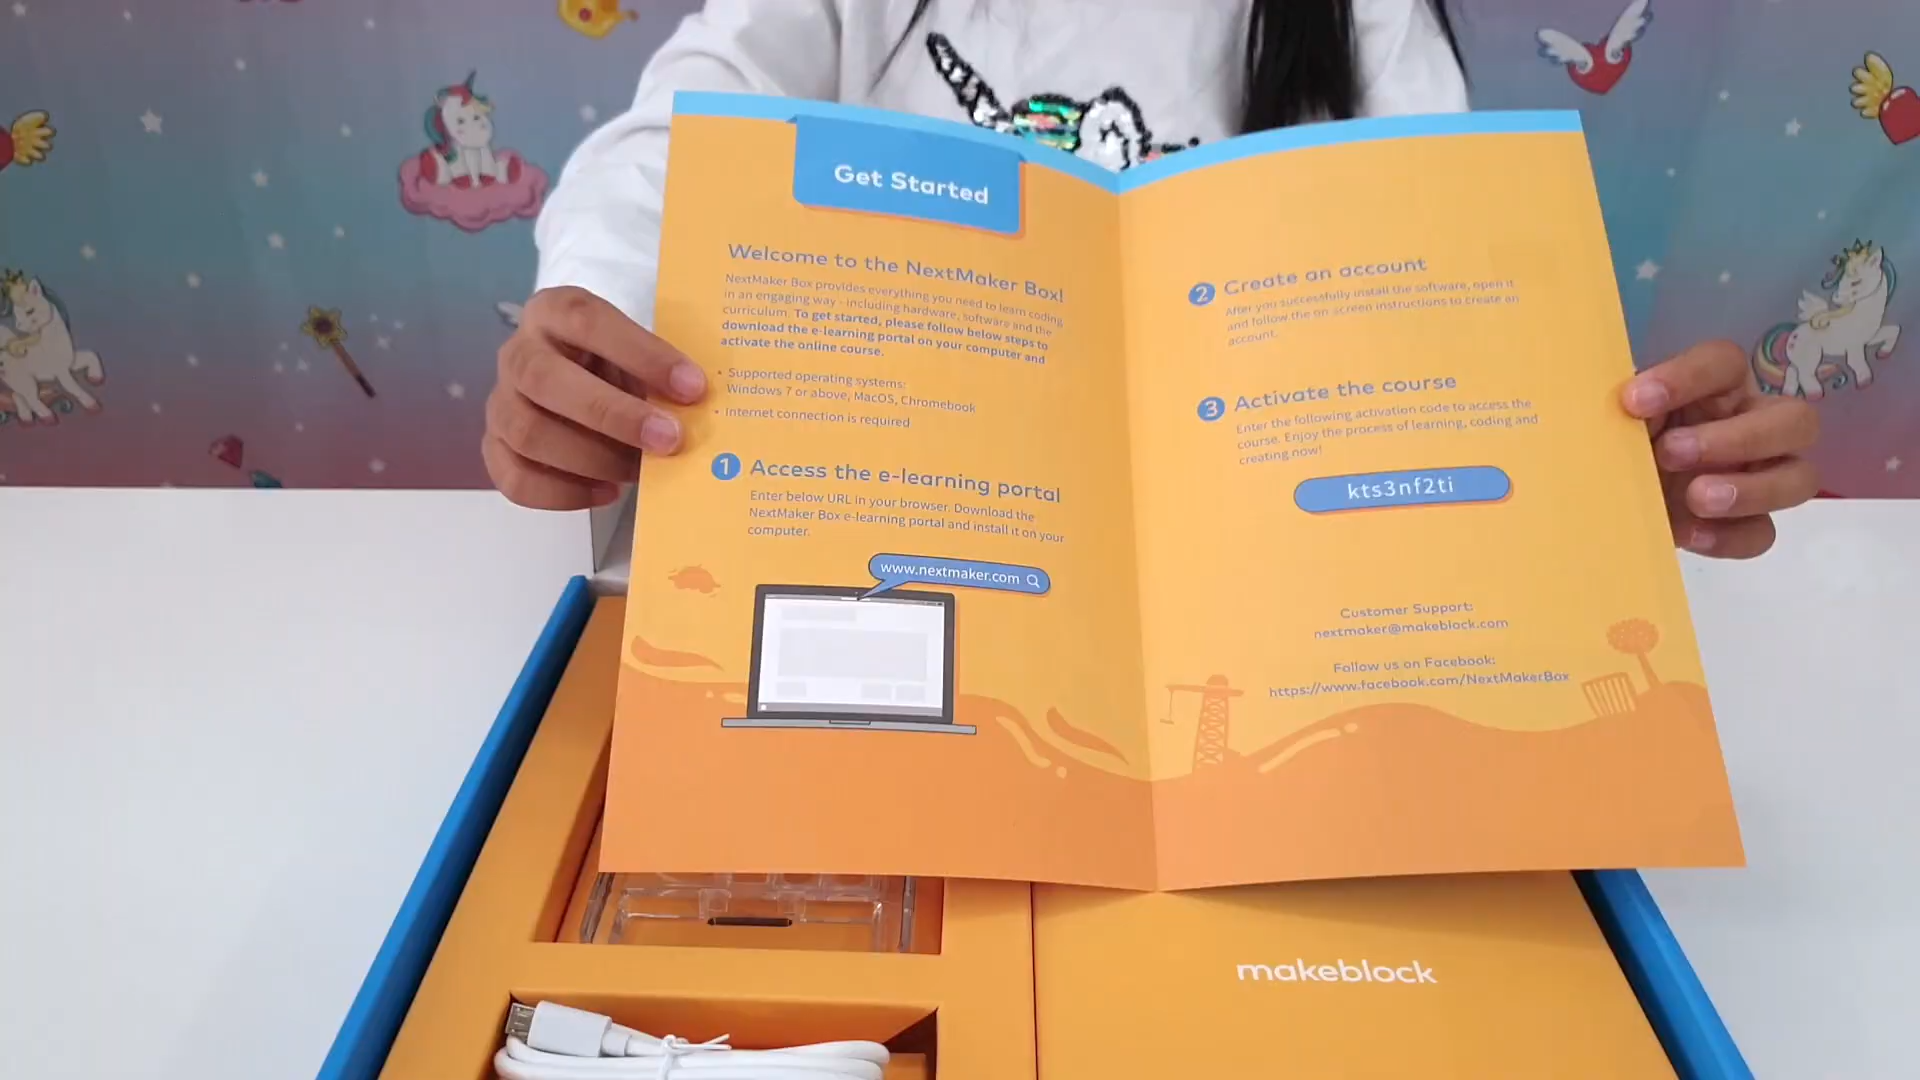 Get Started
Welcome to the NextMaker Box!
NextMaker Box provides everything you need to learn coding
in an engaging way - including hardware, software and the
curriculum. To get started, please follow below steps to
download the e-learning portal on your computer and
activate the online course.
• Supported operating systems:
Windows 7 or above, MacOS, Chromebook
• Internet connection is required
1 Access the e-learning portal
Enter below URL in your browser. Download the
NextMaker Box e-learning portal and install it on your
computer.
www.nextmaker.com
2 Create an account
After you successfully install the software, open it
and follow the on-screen instructions to create an
account.
3 Activate the course
Enter the following activation code to access the
course. Enjoy the process of learning, coding and
creating now!
kts3nf2ti
Customer Support:
nextmaker@makeblock.com
Follow us on Facebook:
https://www.facebook.com/NextMakerBox
makeblock